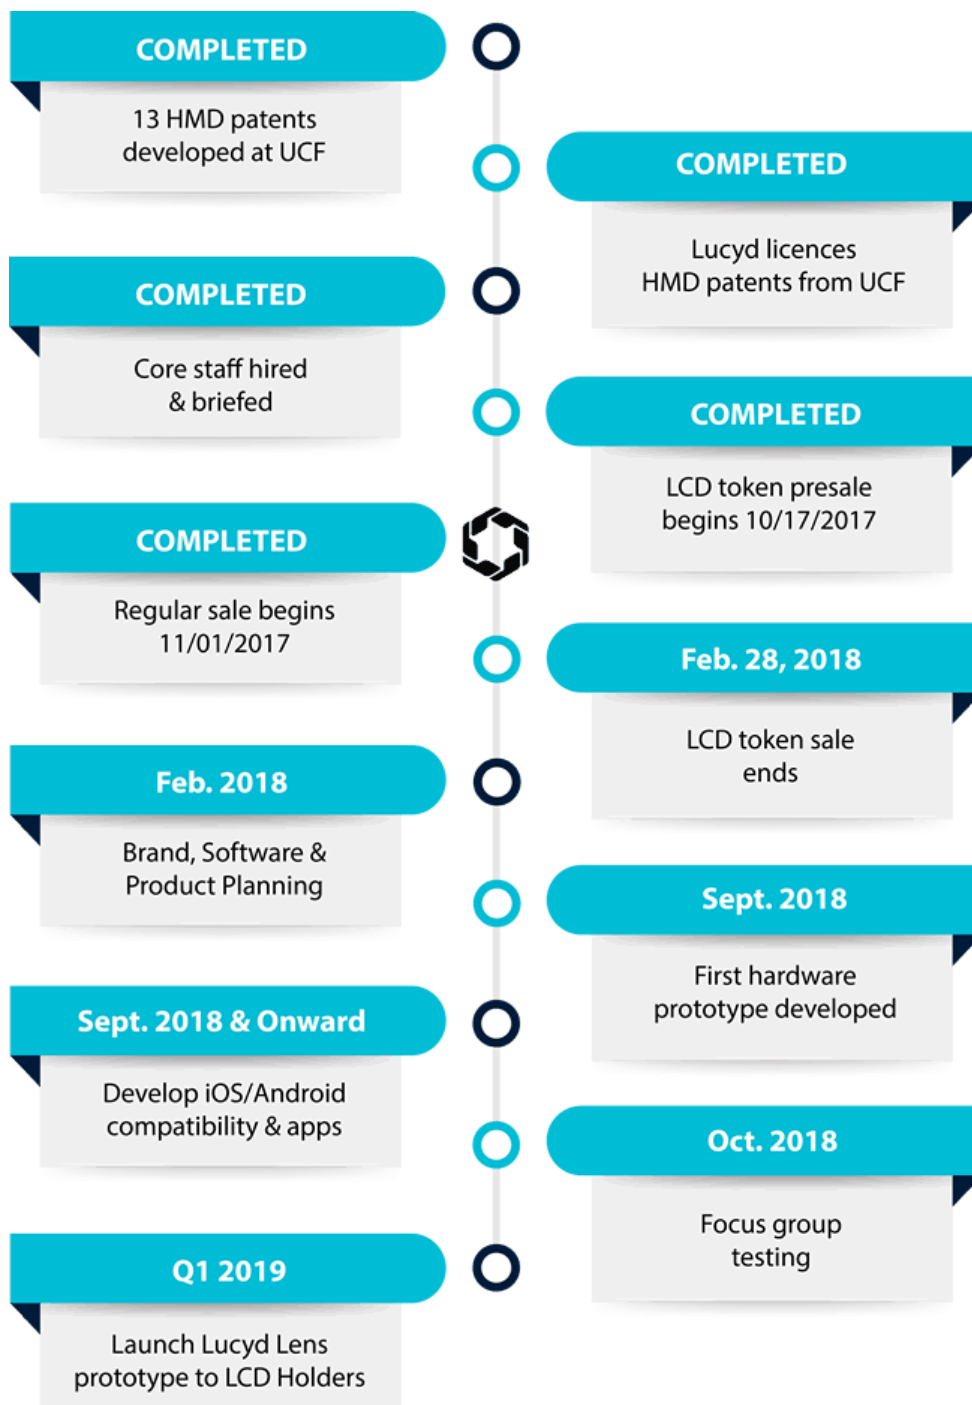 COMPLETED
13 HMD patents
developed at UCF
COMPLETED
Lucyd licences
HMD patents from UCF
COMPLETED
Core staff hired
& briefed
COMPLETED
LCD token presale
begins 10/17/2017
COMPLETED
Regular sale begins
11/01/2017
Feb. 28, 2018
LCD token sale
ends
Feb. 2018
Brand, Software &
Product Planning
Sept. 2018
First hardware
prototype developed
Sept. 2018 & Onward
Develop iOS/Android
compatibility & apps
Oct. 2018
Focus group
testing
Q1 2019
Launch Lucyd Lens
prototype to LCD Holders